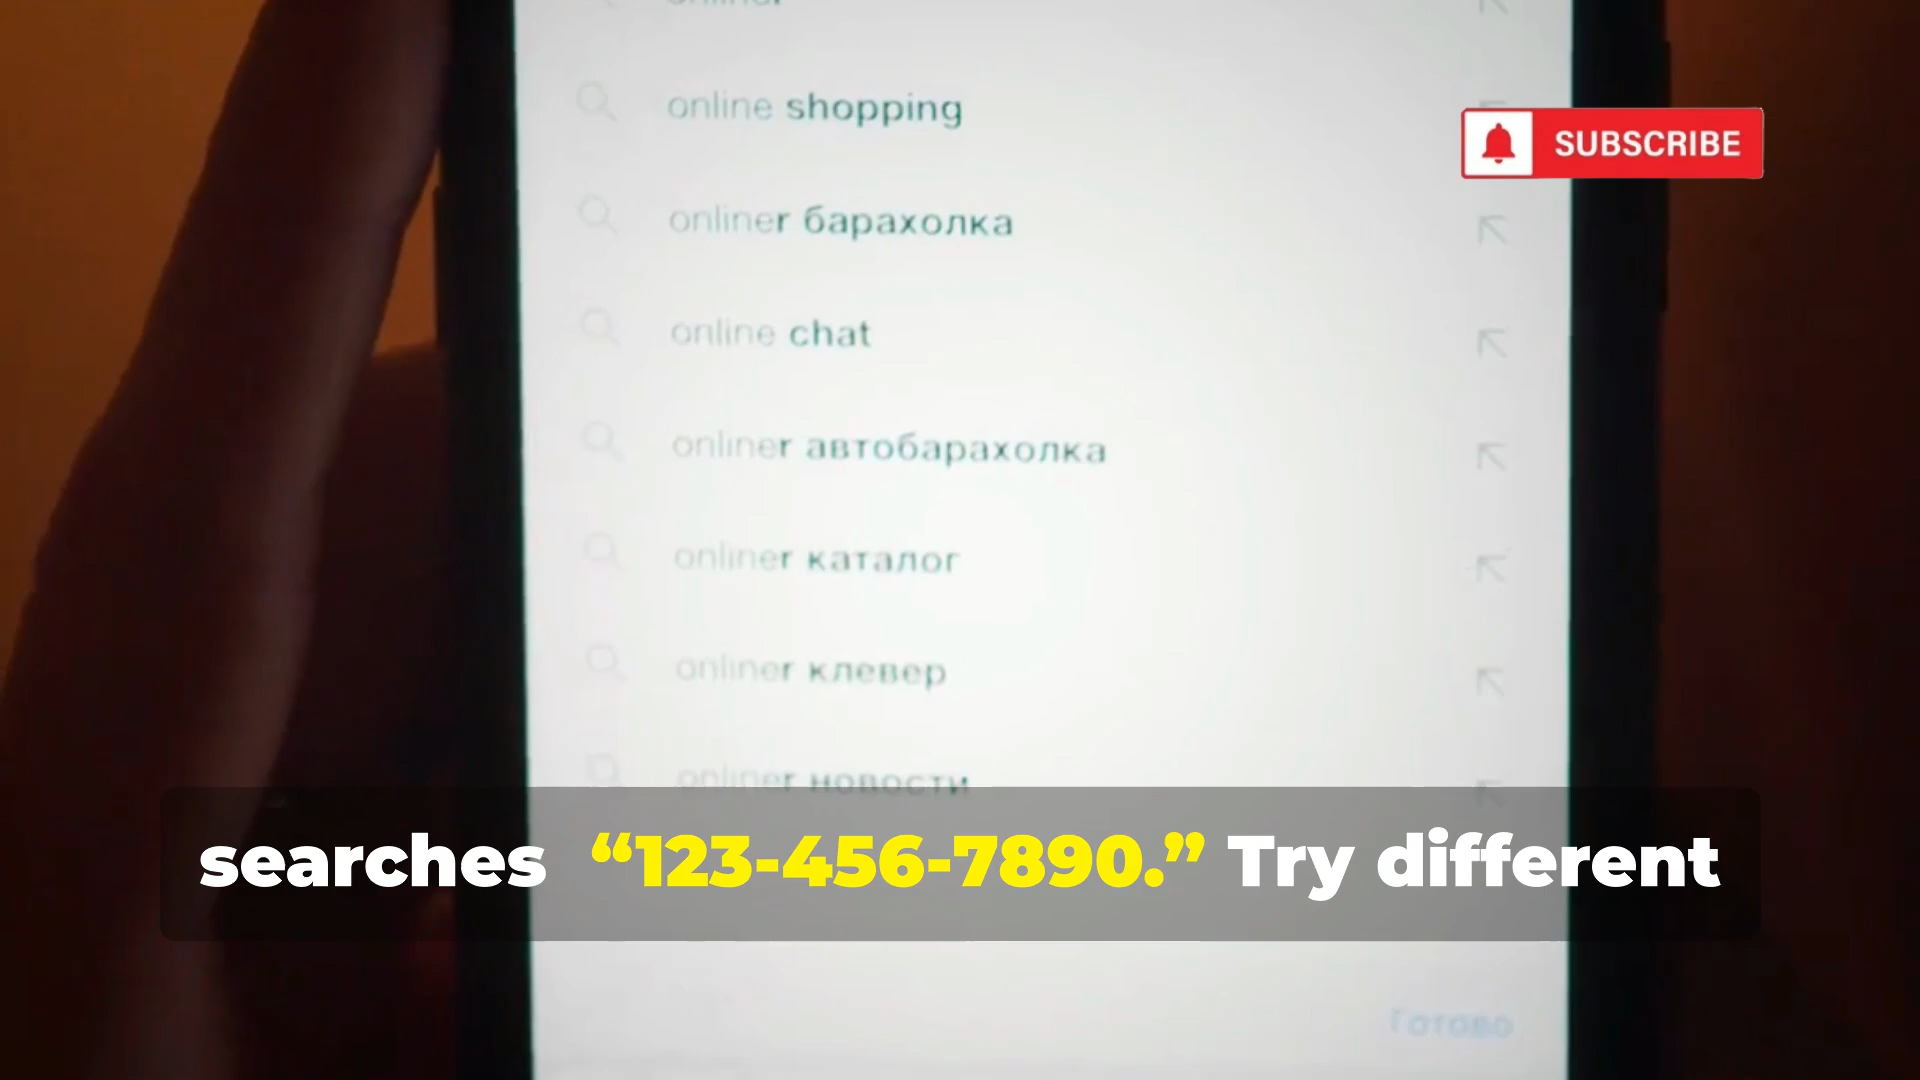 onliner
online shopping
SUBSCRIBE
onliner барахолка
online chat
onliner автобарахолка
onliner каталог
onliner клевер
onliner новости
searches “123-456-7890.” Try different
Готово